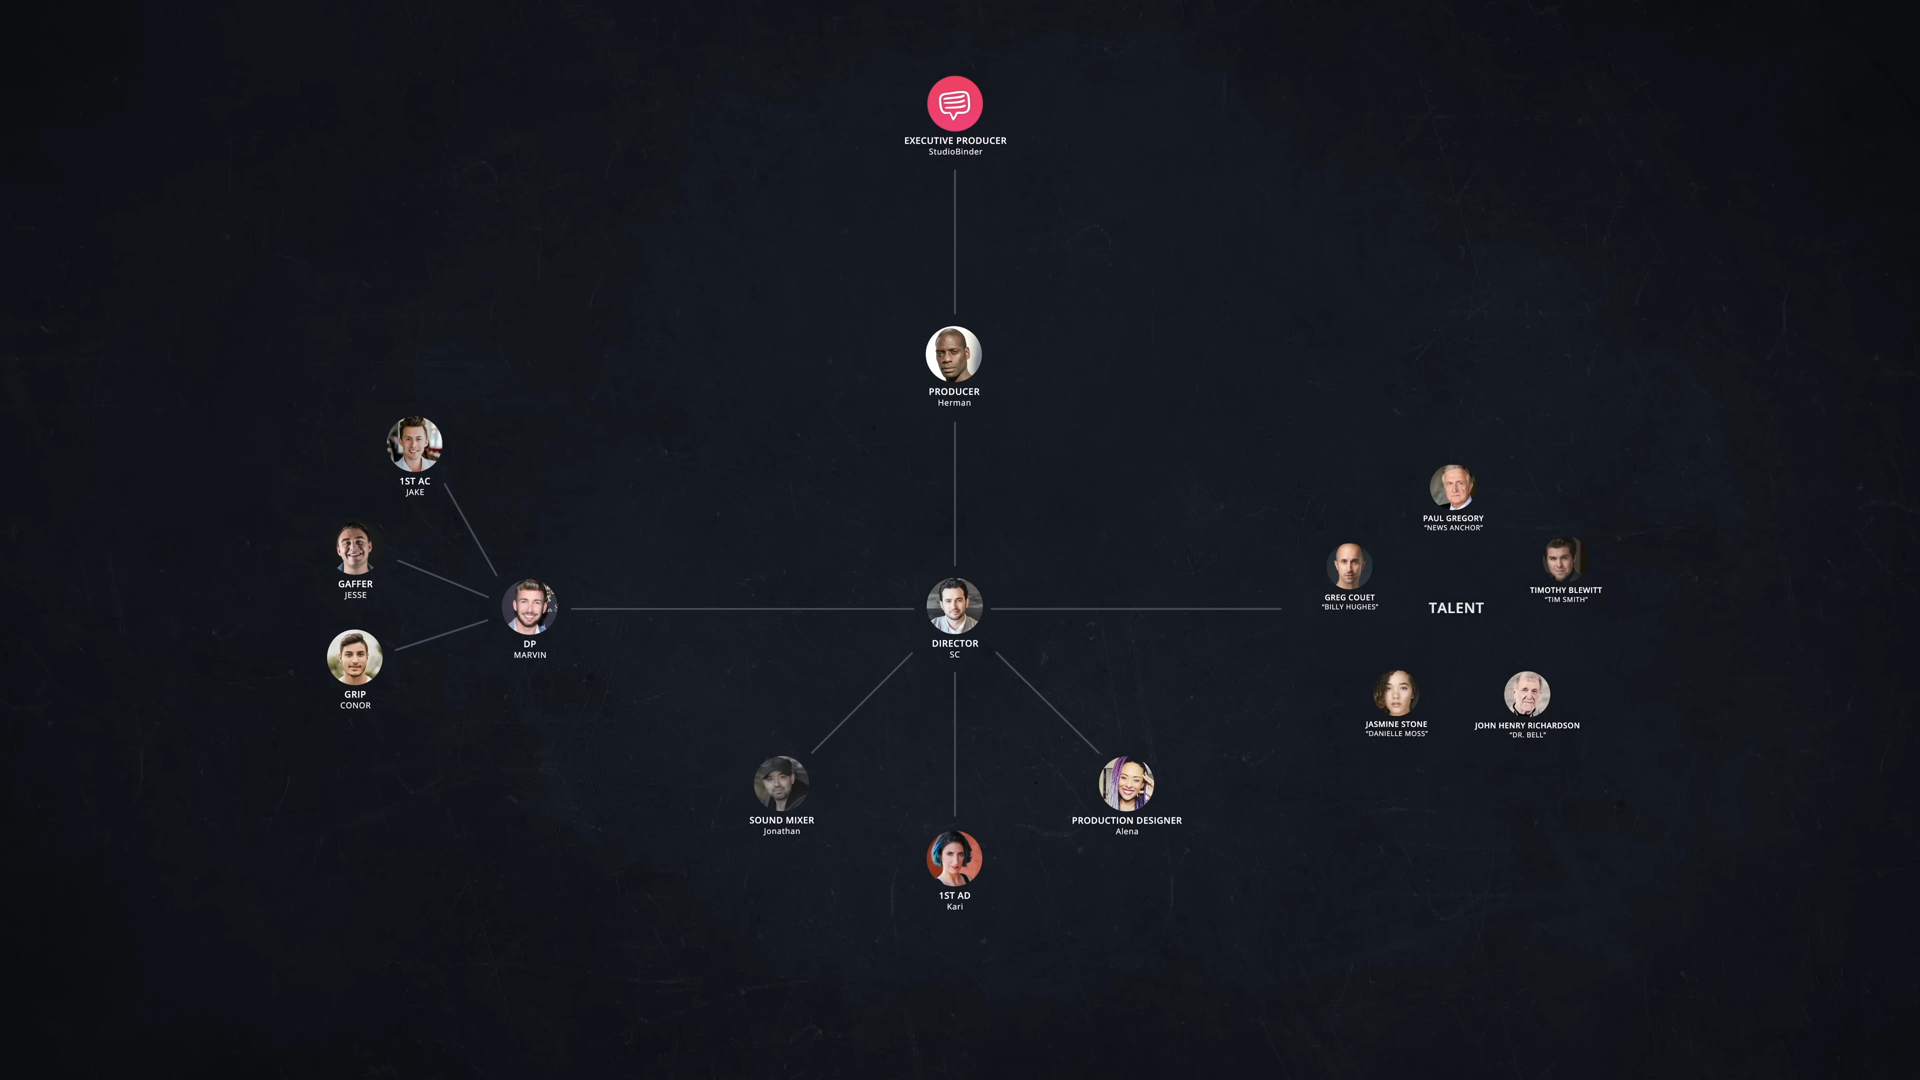 EXECUTIVE PRODUCER
StudioBinder
PRODUCER
Herman
1ST AC
JAKE
GAFFER
JESSE
GRIP
CONOR
DP
MARVIN
DIRECTOR
SC
SOUND MIXER
Jonathan
1ST AD
Kari
PRODUCTION DESIGNER
Alena
TALENT
PAUL GREGORY
“NEWS ANCHOR”
GREG COUET
“BILLY HUGHES”
TIMOTHY BLEWITT
“TIM SMITH”
JASMINE STONE
“DANIELLE MOSS”
JOHN HENRY RICHARDSON
“DR. BELL”